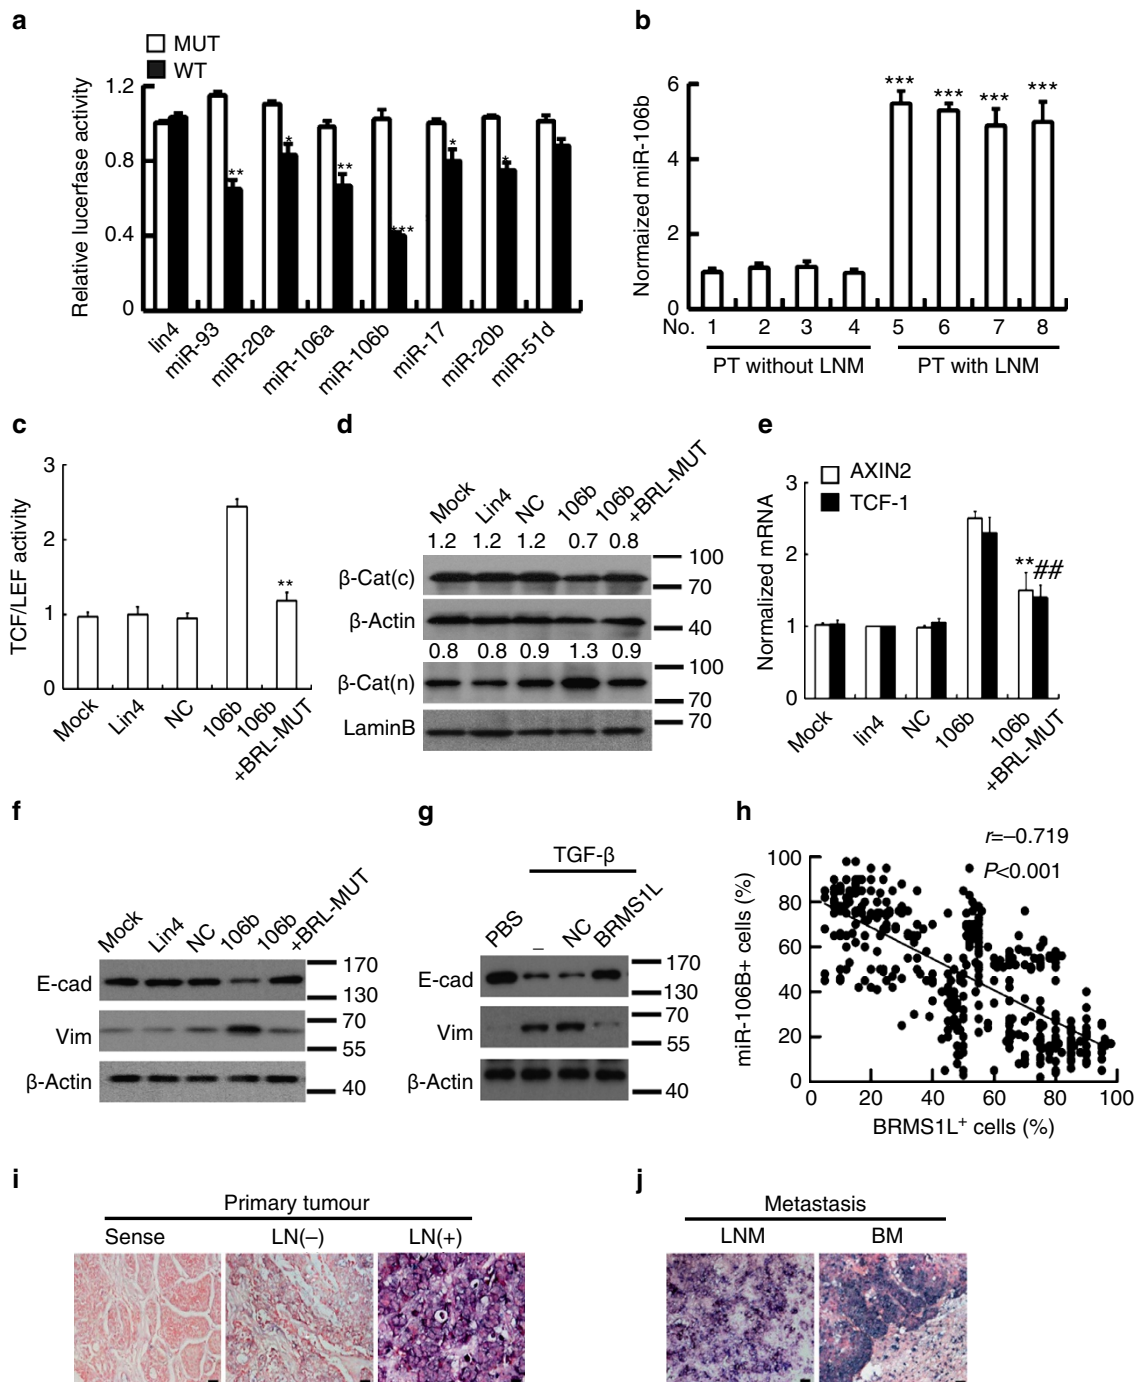 a
MUT
WT
Relative lucerfase activity
1.2
0.8
0.4
0
**
*
**
***
*
*
lin4
miR-93
miR-20a
miR-106a
miR-106b
miR-17
miR-20b
miR-51d
b
Normaized miR-106b
6
4
2
0
*** *** *** ***
No. 1 2 3 4 5 6 7 8
PT without LNM
PT with LNM
c
TCF/LEF activity
3
2
1
0
**
Mock
Lin4
NC
106b
106b
+BRL-MUT
d
Mock
Lin4
NC
106b
106b
+BRL-MUT
1.2 1.2 1.2 0.7 0.8
β-Cat(c)
100
70
β-Actin
40
0.8 0.8 0.9 1.3 0.9
β-Cat(n)
100
70
LaminB
70
e
AXIN2
TCF-1
Normalized mRNA
3
2
1
0
**##
Mock
lin4
NC
106b
106b
+BRL-MUT
f
Mock
Lin4
NC
106b
106b
+BRL-MUT
E-cad
170
130
Vim
70
55
β-Actin
40
g
TGF-β
PBS
–
NC
BRMS1L
E-cad
170
130
Vim
70
55
β-Actin
40
h
r=–0.719
P<0.001
miR-106B+ cells (%)
100
80
60
40
20
0
0 20 40 60 80 100
BRMS1L+ cells (%)
i
Primary tumour
Sense
LN(–)
LN(+)
j
Metastasis
LNM
BM